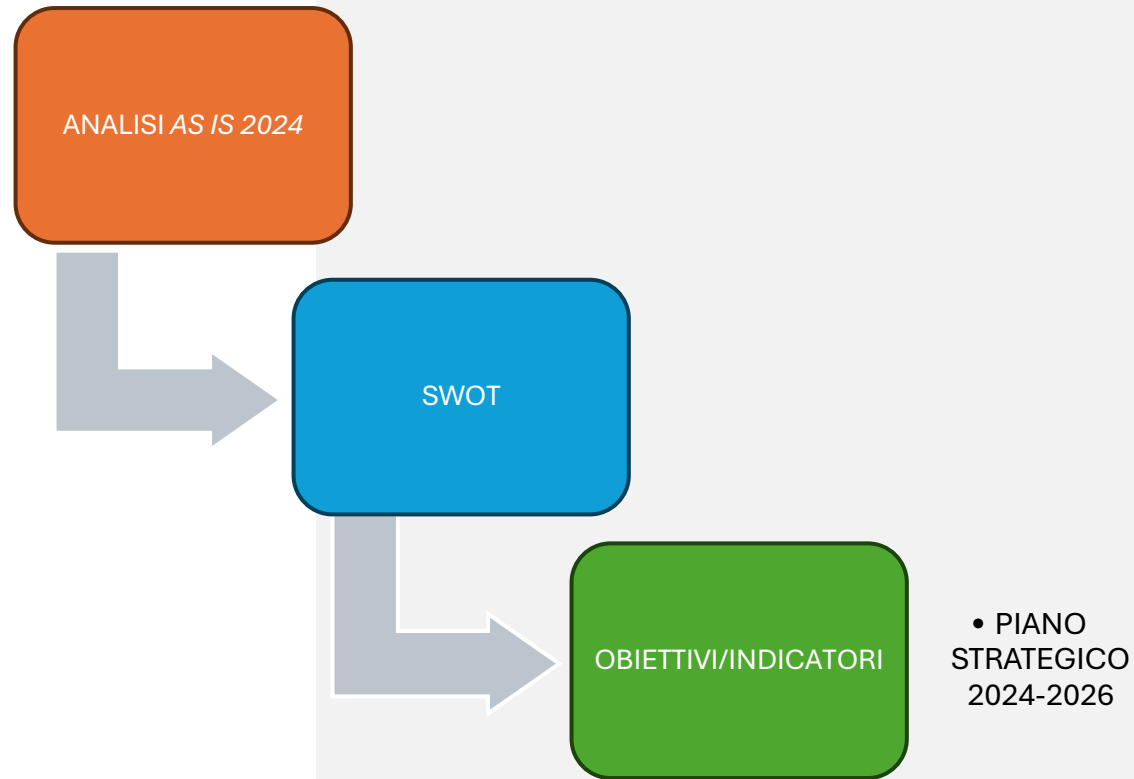 ANALISI AS IS 2024
SWOT
OBIETTIVI/INDICATORI
• PIANO
STRATEGICO
2024-2026